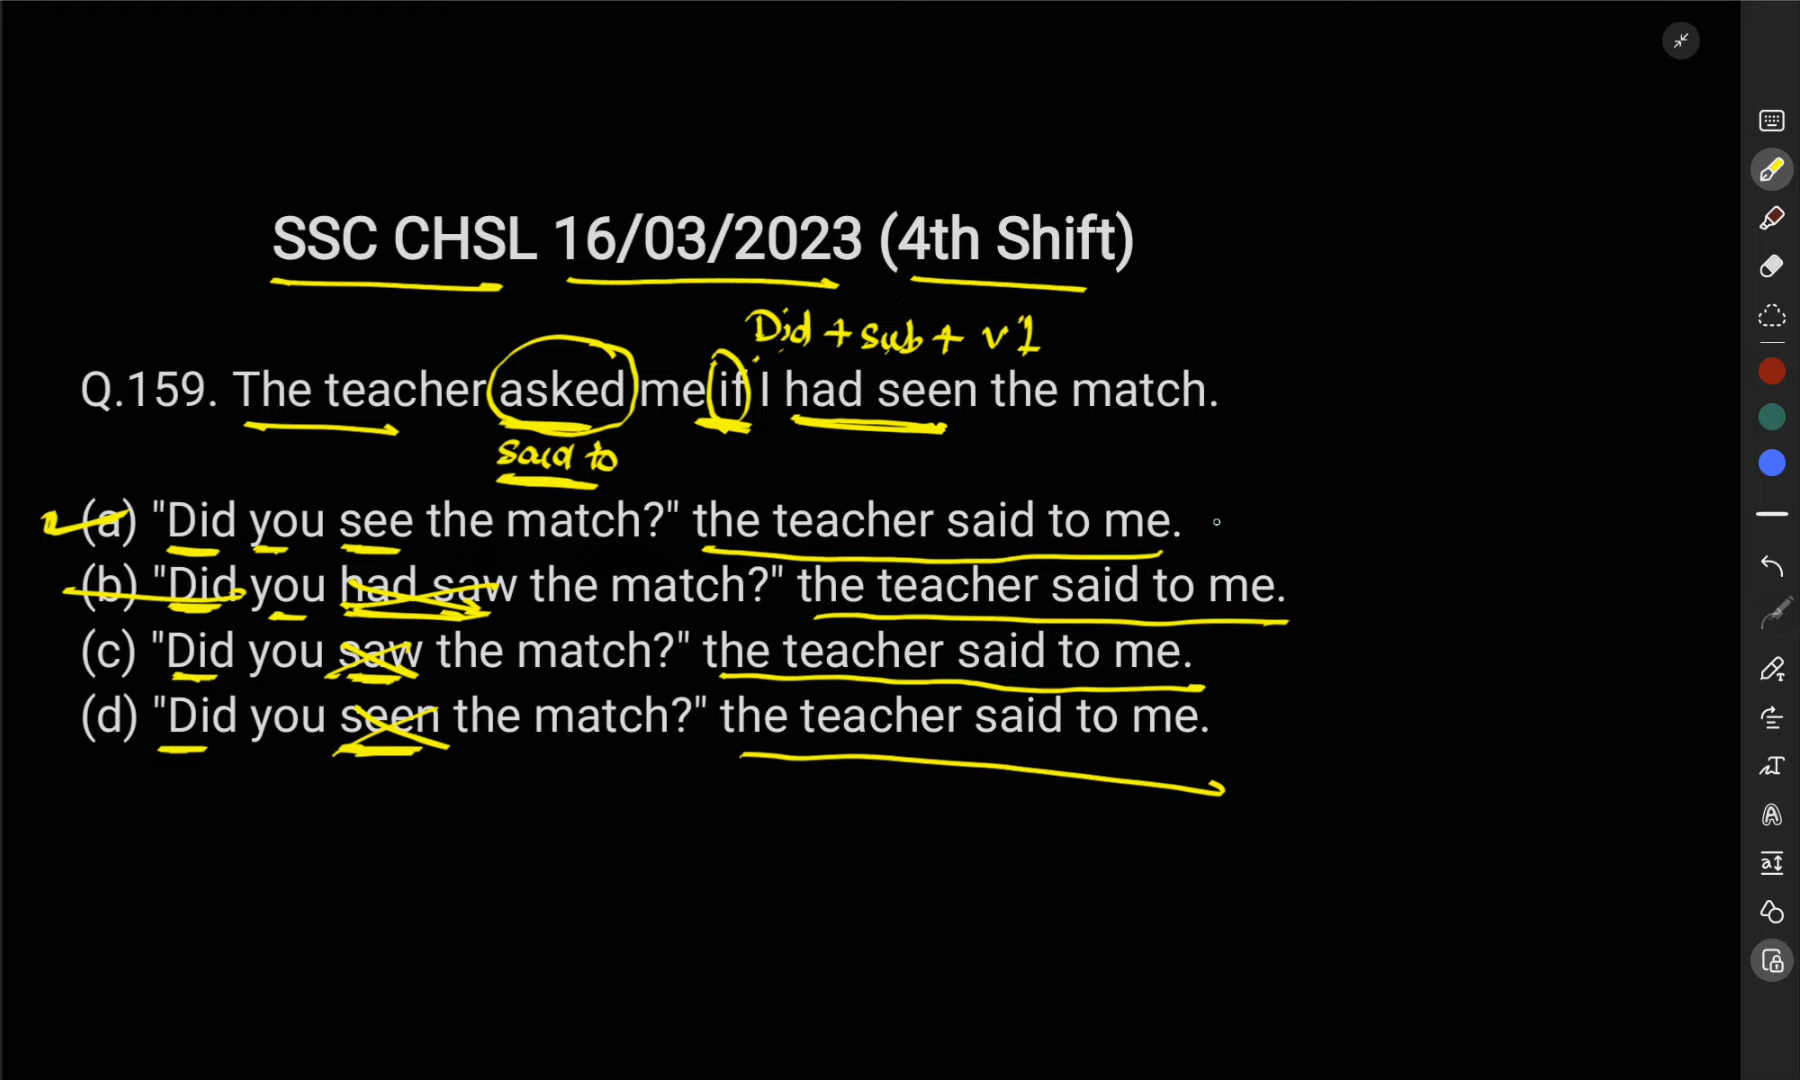 SSC CHSL 16/03/2023 (4th Shift)
Did + sub + v1
Q.159. The teacher asked me if I had seen the match.
said to
(a) "Did you see the match?" the teacher said to me.
(b) "Did you had saw the match?" the teacher said to me.
(c) "Did you saw the match?" the teacher said to me.
(d) "Did you seen the match?" the teacher said to me.